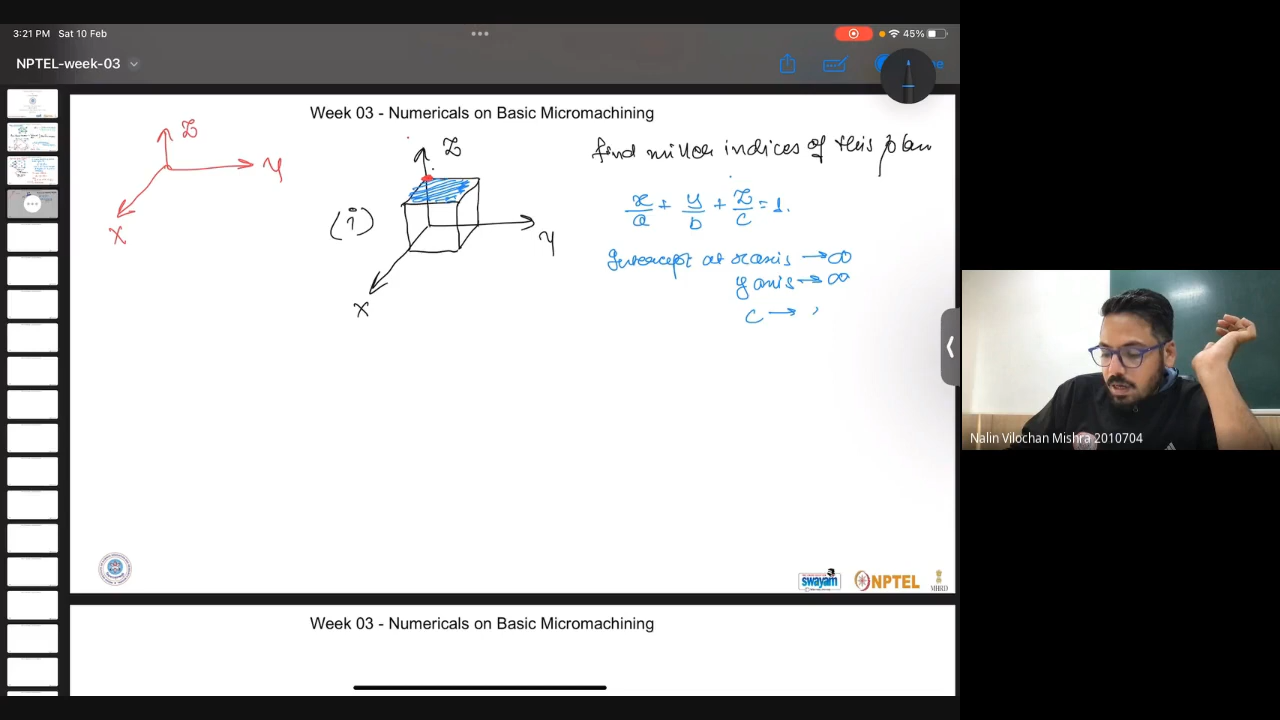 3:21 PM Sat 10 Feb
45%
NPTEL-week-03
Week 03 - Numericals on Basic Micromachining
Z
y
X
(i)
Z
y
X
find miller indices of this plan
x/a + y/b + z/c = 1.
Intercept at x axis → ∞
y axis → ∞
c →
Nalin Vilochan Mishra 2010704
swayam
NPTEL
MHRD
Week 03 - Numericals on Basic Micromachining